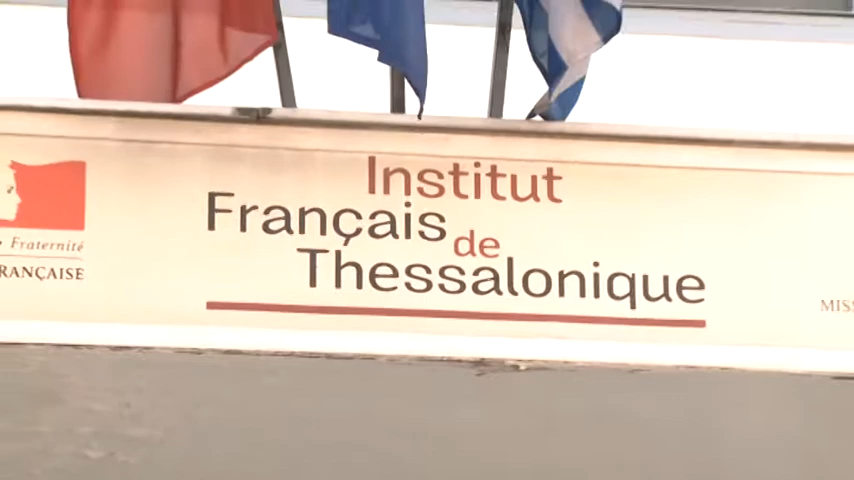 Fraternité
FRANÇAISE
Institut
Français
de
Thessalonique